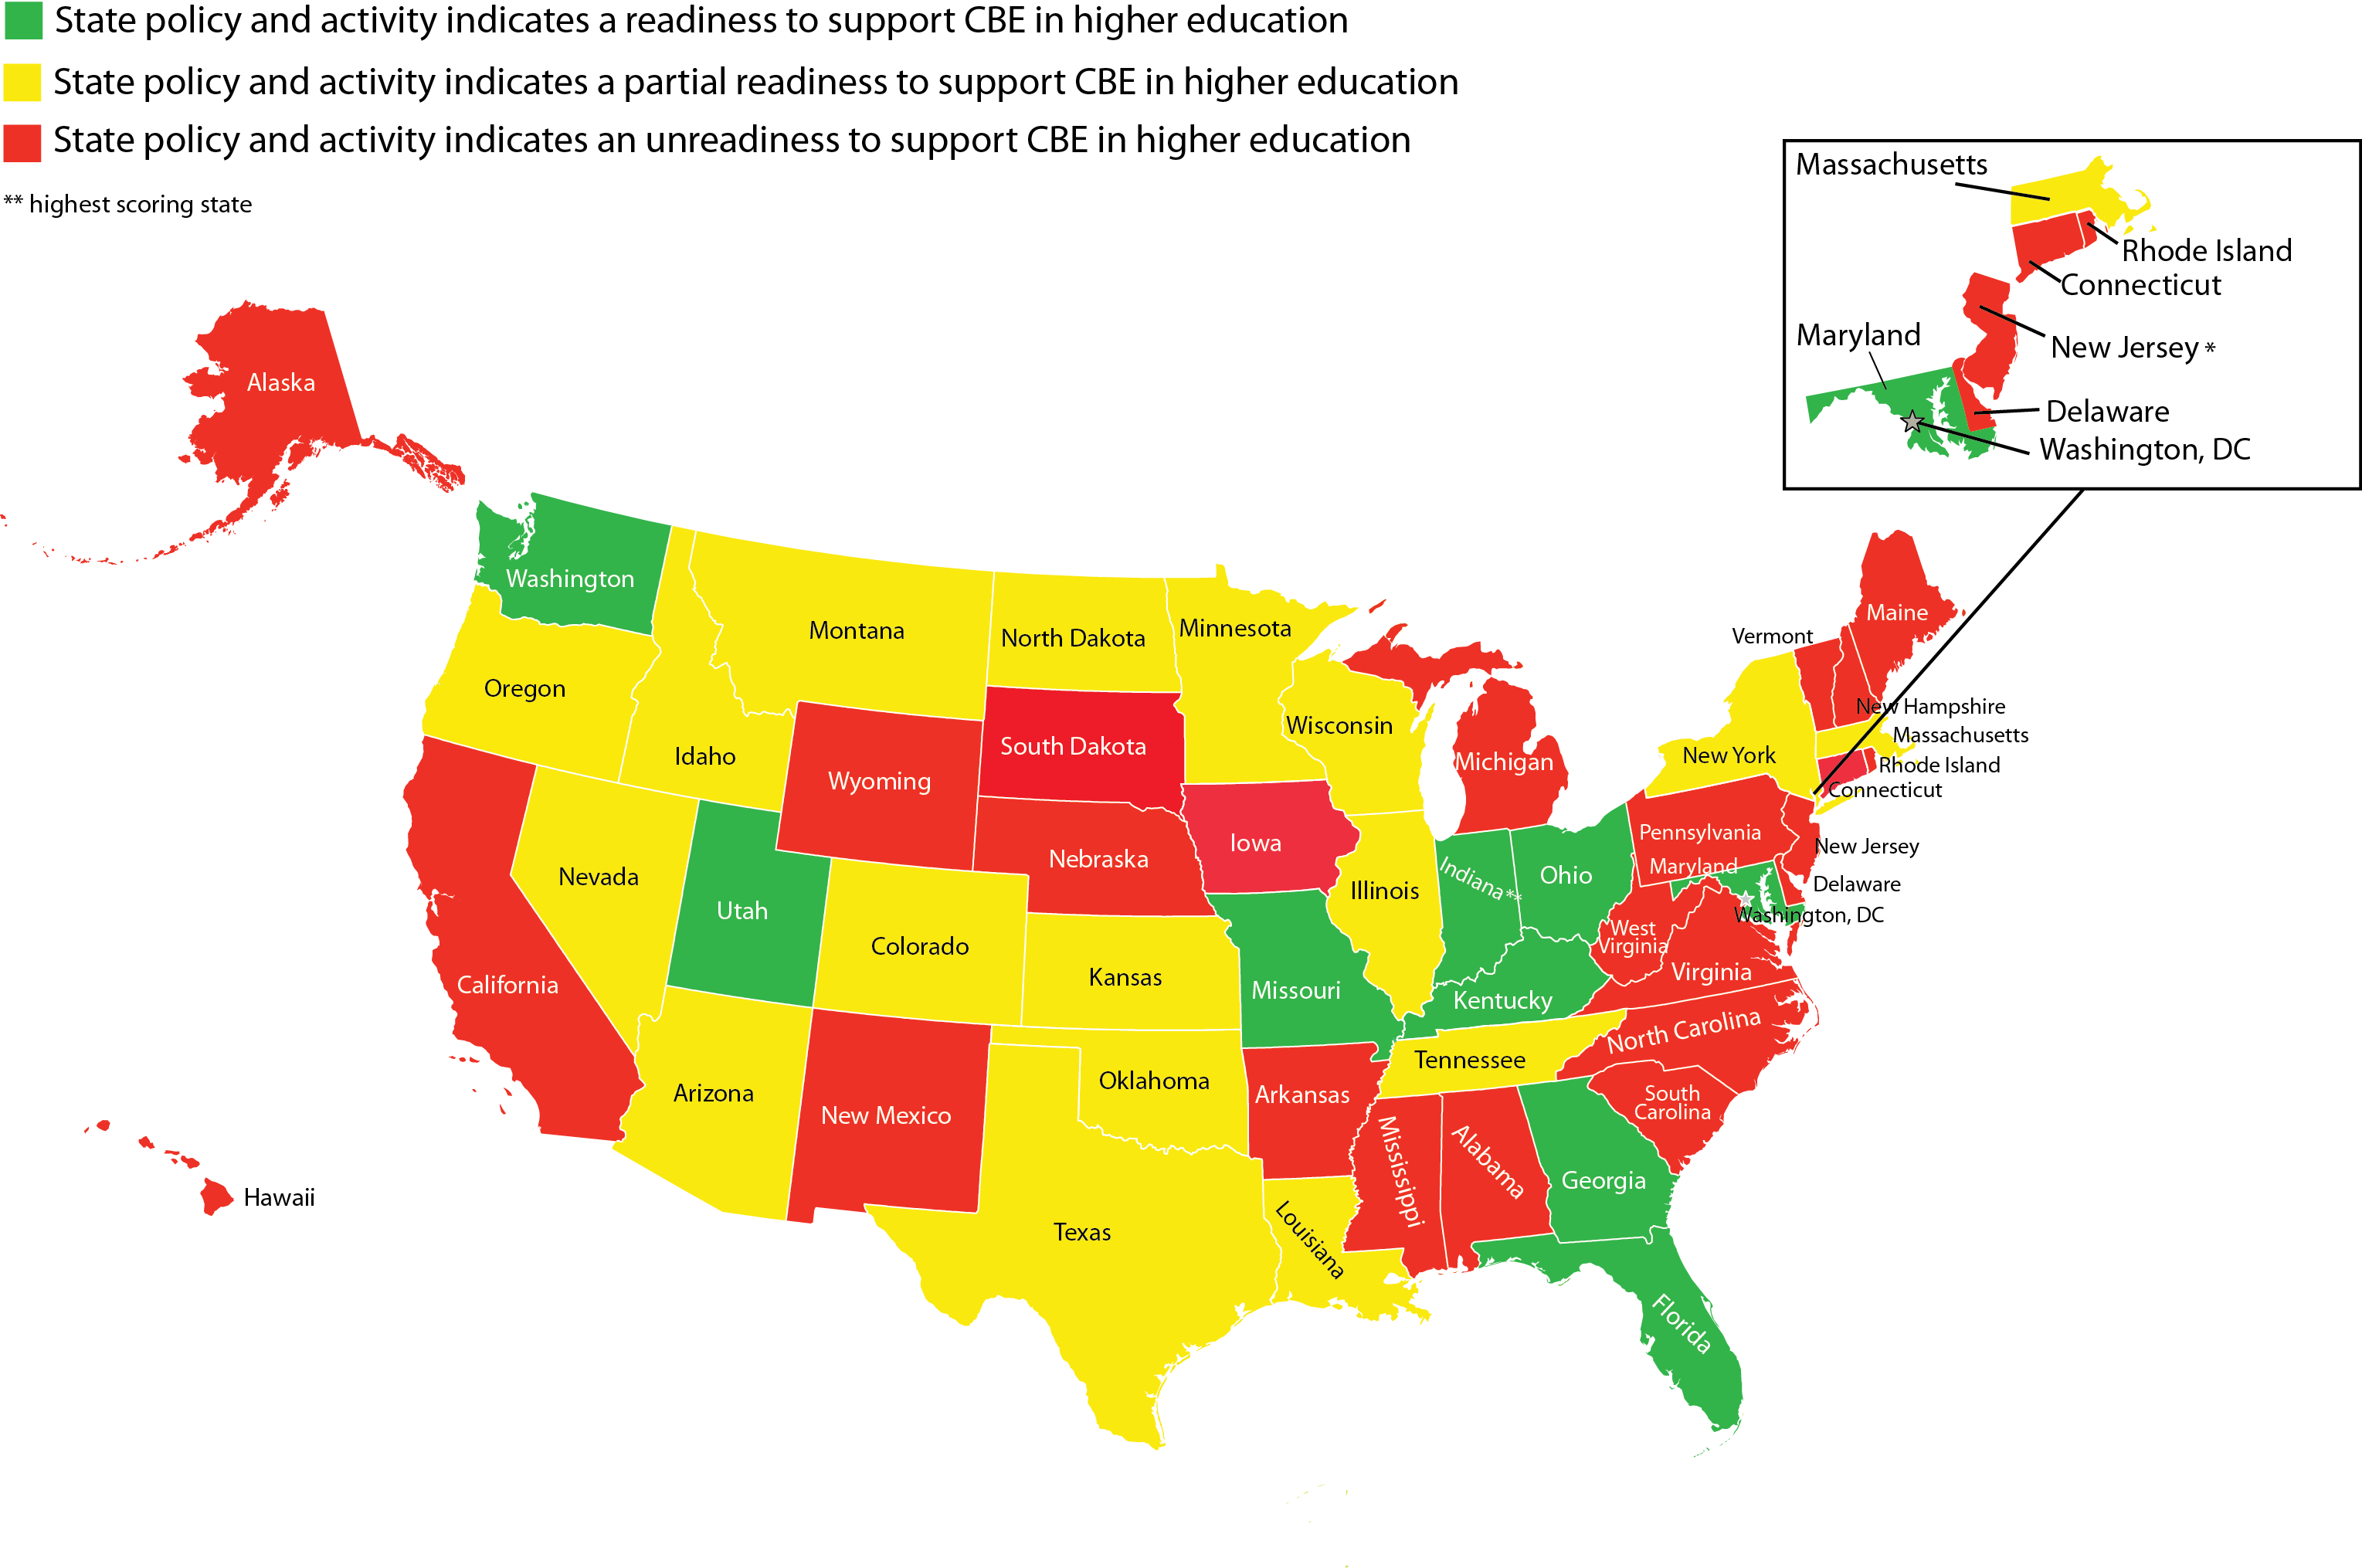 State policy and activity indicates a readiness to support CBE in higher education
State policy and activity indicates a partial readiness to support CBE in higher education
State policy and activity indicates an unreadiness to support CBE in higher education
** highest scoring state
Massachusetts
Rhode Island
Connecticut
Maryland
New Jersey *
Delaware
Washington, DC
Alaska
Washington
Maine
Montana
North Dakota
Minnesota
Vermont
Oregon
New Hampshire
Wisconsin
Massachusetts
South Dakota
Idaho
New York
Michigan
Rhode Island
Wyoming
Connecticut
Pennsylvania
Iowa
New Jersey
Nebraska
Maryland
Nevada
Illinois
Indiana **
Ohio
Delaware
Utah
Washington, DC
Colorado
West
Virginia
Kansas
Virginia
California
Missouri
Kentucky
North Carolina
Tennessee
Arizona
Oklahoma
Arkansas
South
Carolina
New Mexico
Mississippi
Alabama
Georgia
Hawaii
Texas
Louisiana
Florida